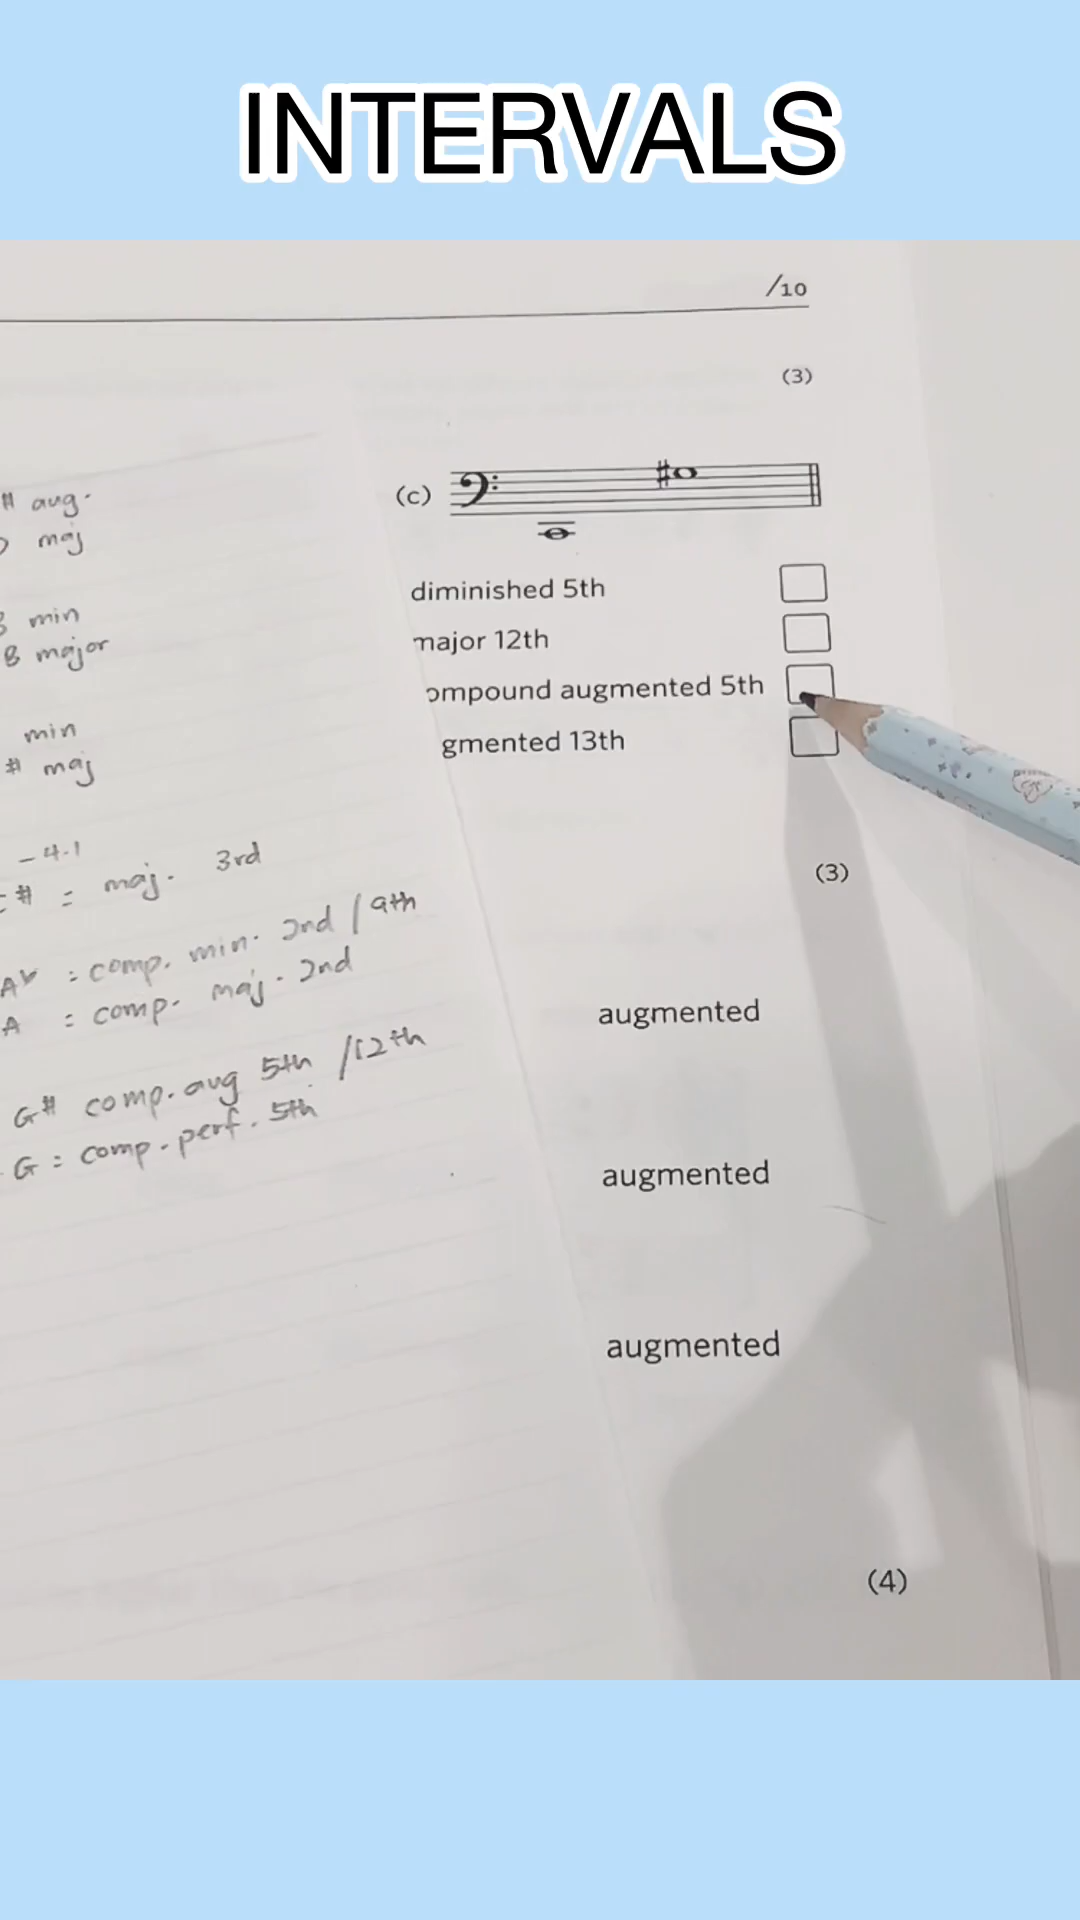 INTERVALS
/10
(3)
# aug.
maj
min
8 major
min
# maj
- 4.1
# = maj. 3rd
Ab = comp. min. 2nd / 9th
A = comp. maj. 2nd
G# comp. aug 5th /12th
G = comp. perf. 5th
(c)
diminished 5th
major 12th
ompound augmented 5th
gmented 13th
(3)
augmented
augmented
augmented
(4)